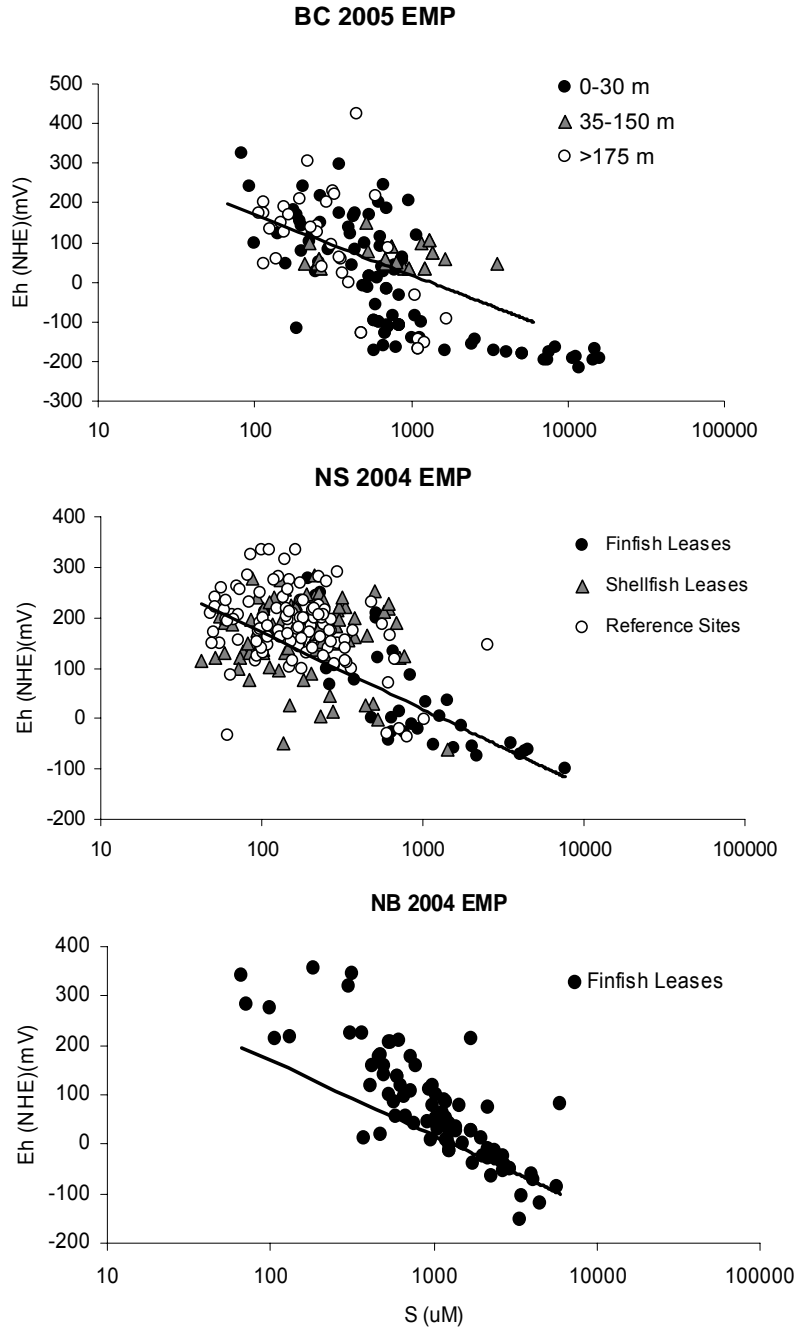 BC 2005 EMP
500
400
300
200
100
0
-100
-200
-300
Eh (NHE)(mV)
0-30 m
35-150 m
>175 m
10 100 1000 10000 100000
NS 2004 EMP
400
300
200
100
0
-100
-200
Eh (NHE)(mV)
Finfish Leases
Shellfish Leases
Reference Sites
10 100 1000 10000 100000
NB 2004 EMP
400
300
200
100
0
-100
-200
Eh (NHE)(mV)
Finfish Leases
10 100 1000 10000 100000
S (uM)